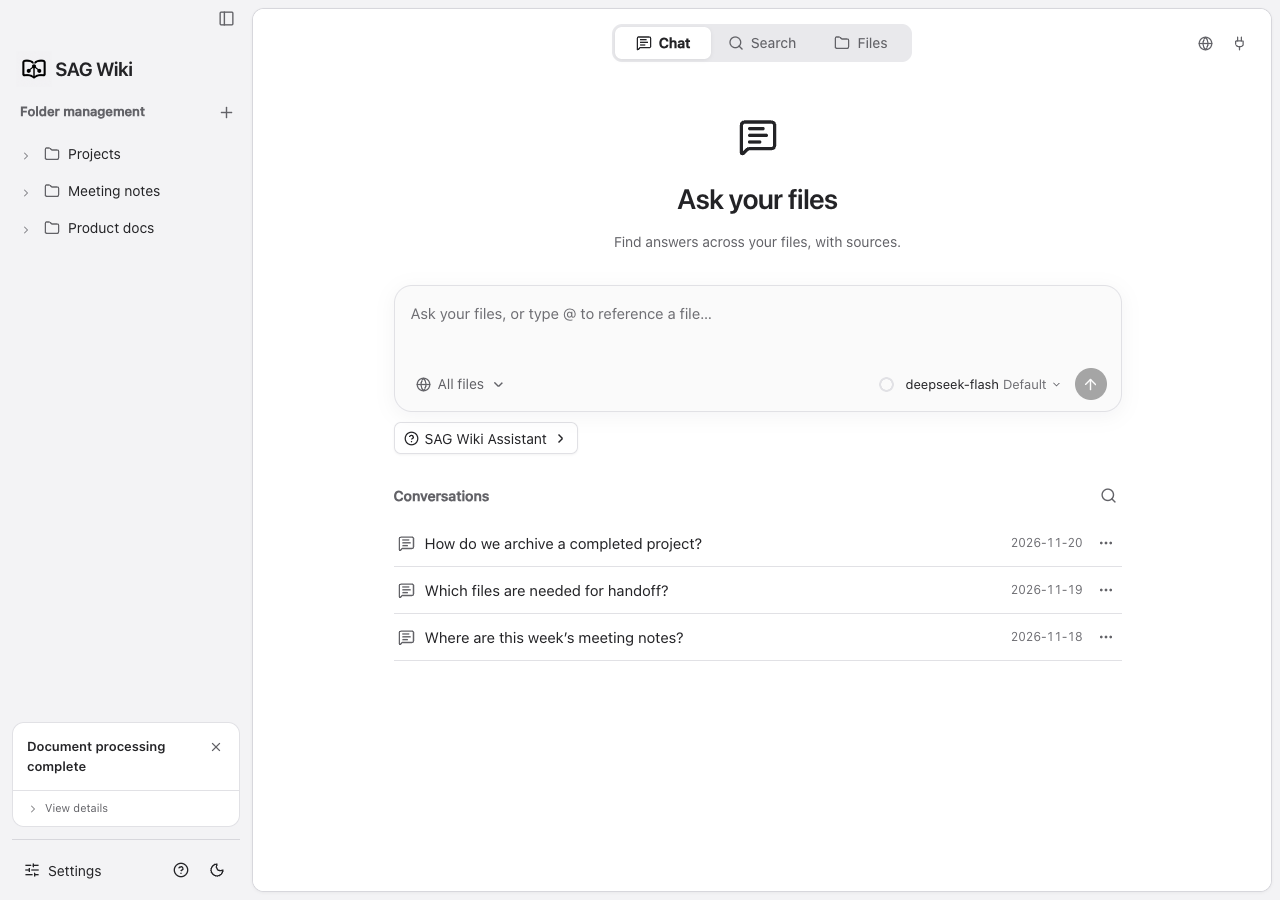 SAG Wiki
Folder management
Projects
Meeting notes
Product docs
Document processing
complete
View details
Settings
Chat
Search
Files
Ask your files
Find answers across your files, with sources.
Ask your files, or type @ to reference a file...
All files
deepseek-flash Default
SAG Wiki Assistant
Conversations
How do we archive a completed project? 2026-11-20
Which files are needed for handoff? 2026-11-19
Where are this week's meeting notes? 2026-11-18